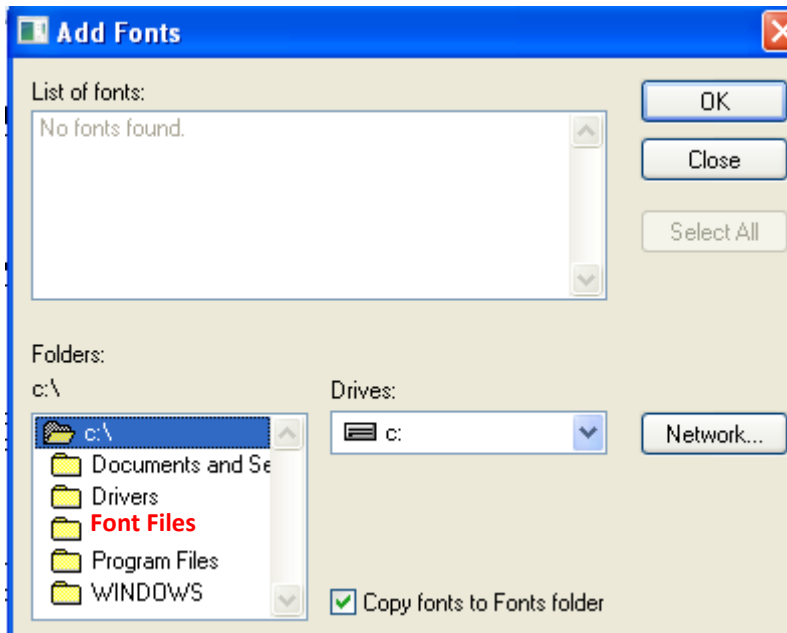 Add Fonts
List of fonts:
No fonts found.
OK
Close
Select All
Folders:
c:\
Drives:
c:\
c:
Network...
Documents and Se
Drivers
Font Files
Program Files
WINDOWS
Copy fonts to Fonts folder